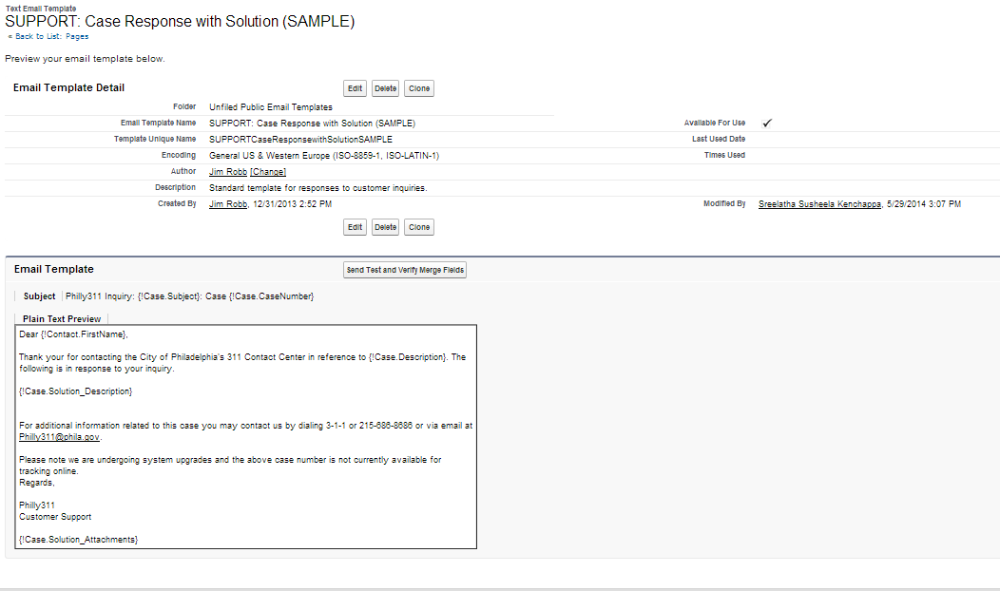 Text Email Template
SUPPORT: Case Response with Solution (SAMPLE)
« Back to List: Pages
Preview your email template below.
Email Template Detail
Edit Delete Clone
Folder Unfiled Public Email Templates
Email Template Name SUPPORT: Case Response with Solution (SAMPLE) Available For Use ✓
Template Unique Name SUPPORTCaseResponsewithSolutionSAMPLE Last Used Date
Encoding General US & Western Europe (ISO-8859-1, ISO-LATIN-1) Times Used
Author Jim Robb [Change]
Description Standard template for responses to customer inquiries.
Created By Jim Robb, 12/31/2013 2:52 PM Modified By Sreelatha Susheela Kenchappa, 5/29/2014 3:07 PM
Edit Delete Clone
Email Template Send Test and Verify Merge Fields
Subject Philly311 Inquiry: {!Case.Subject}: Case {!Case.CaseNumber}
Plain Text Preview
Dear {!Contact.FirstName},
Thank your for contacting the City of Philadelphia's 311 Contact Center in reference to {!Case.Description}. The
following is in response to your inquiry.
{!Case.Solution_Description}
For additional information related to this case you may contact us by dialing 3-1-1 or 215-686-8686 or via email at
Philly311@phila.gov.
Please note we are undergoing system upgrades and the above case number is not currently available for
tracking online.
Regards,
Philly311
Customer Support
{!Case.Solution_Attachments}